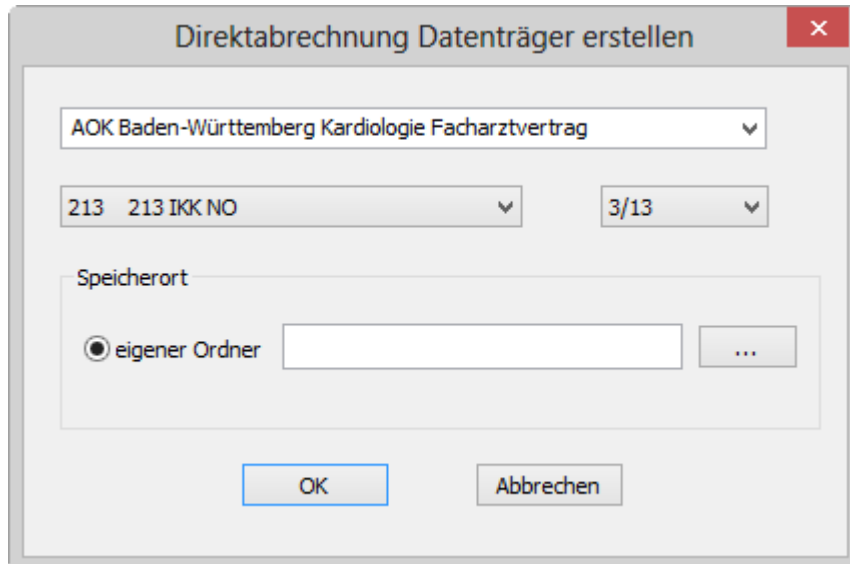 Direktabrechnung Datenträger erstellen
AOK Baden-Württemberg Kardiologie Facharztvertrag
213 213 IKK NO 3/13
Speicherort
eigener Ordner ...
OK Abbrechen